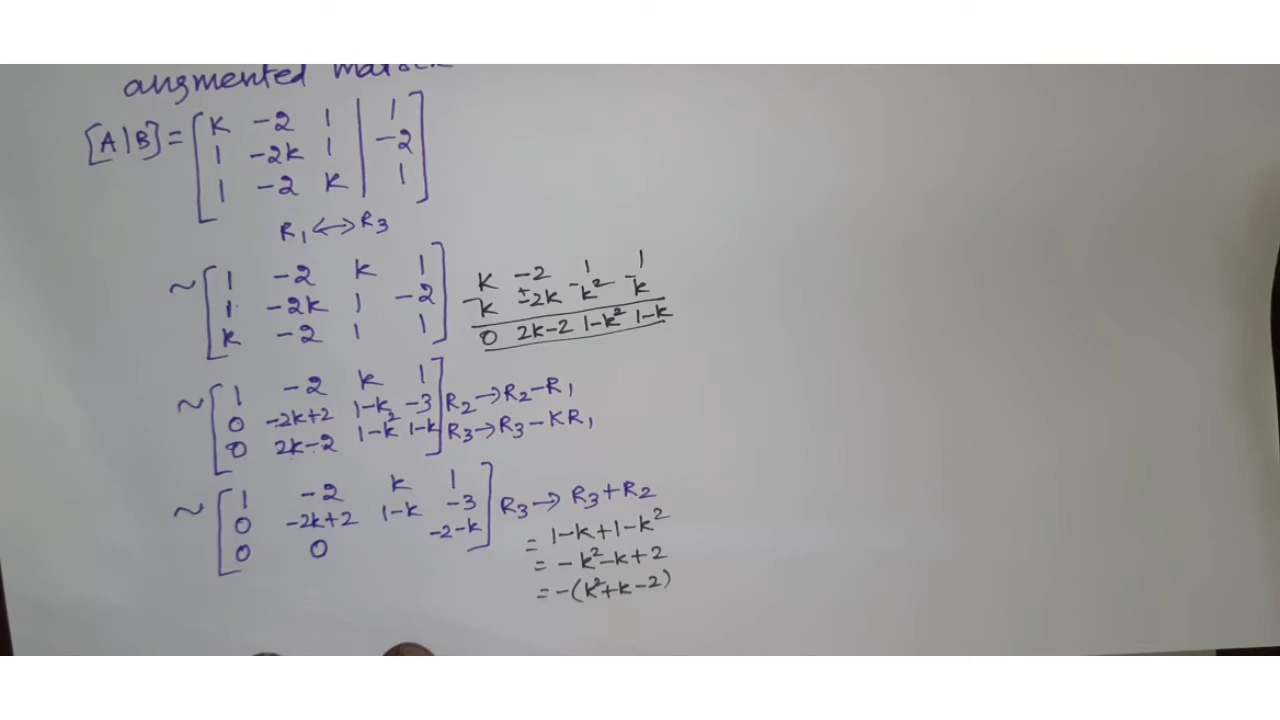 augmented matrix
[A|B] = [ K -2 1 | 1
1 -2K 1 | -2
1 -2 K | 1 ]
R₁ ↔ R₃
~ [ 1 -2 K 1
1 -2K 1 -2
K -2 1 1 ]
K -2 1 1
-K ±2K -K² -K
0 2K-2 1-K² 1-K
~ [ 1 -2 K 1
0 -2K+2 1-K -3 ] R₂ → R₂-R₁
0 2K-2 1-K² 1-K ] R₃ → R₃-KR₁
~ [ 1 -2 K 1
0 -2K+2 1-K -3
0 0 -2-K ] R₃ → R₃+R₂
= 1-K+1-K²
= -K²-K+2
= -(K²+K-2)